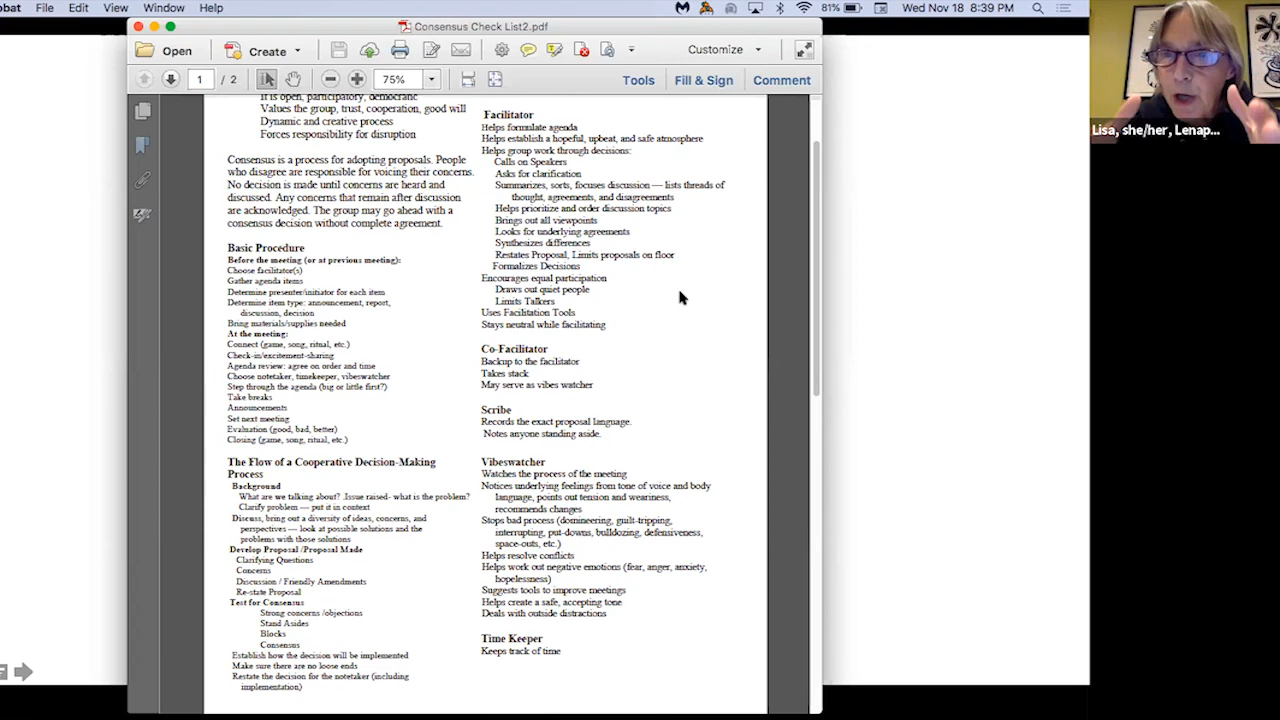 obat File Edit View Window Help 81% Wed Nov 18 8:39 PM
Consensus Check List2.pdf
Open Create Customize
1 / 2 75% Tools Fill & Sign Comment
It is open, participatory, democratic
Values the group, trust, cooperation, good will
Dynamic and creative process
Forces responsibility for disruption
Consensus is a process for adopting proposals. People
who disagree are responsible for voicing their concerns.
No decision is made until concerns are heard and
discussed. Any concerns that remain after discussion
are acknowledged. The group may go ahead with a
consensus decision without complete agreement.
Basic Procedure
Before the meeting (or at previous meeting):
Choose facilitator(s)
Gather agenda items
Determine presenter/initiator for each item
Determine item type: announcement, report,
discussion, decision
Bring materials/supplies needed
At the meeting:
Connect (game, song, ritual, etc.)
Check-in/excitement-sharing
Agenda review: agree on order and time
Choose notetaker, timekeeper, vibeswatcher
Step through the agenda (big or little first?)
Take breaks
Announcements
Set next meeting
Evaluation (good, bad, better)
Closing (game, song, ritual, etc.)
The Flow of a Cooperative Decision-Making
Process
Background
What are we talking about? .Issue raised- what is the problem?
Clarify problem — put it in context
Discuss, bring out a diversity of ideas, concerns, and
perspectives — look at possible solutions and the
problems with those solutions
Develop Proposal /Proposal Made
Clarifying Questions
Concerns
Discussion / Friendly Amendments
Re-state Proposal
Test for Consensus
Strong concerns /objections
Stand Asides
Blocks
Consensus
Establish how the decision will be implemented
Make sure there are no loose ends
Restate the decision for the notetaker (including
implementation)
Facilitator
Helps formulate agenda
Helps establish a hopeful, upbeat, and safe atmosphere
Helps group work through decisions:
Calls on Speakers
Asks for clarification
Summarizes, sorts, focuses discussion — lists threads of
thought, agreements, and disagreements
Helps prioritize and order discussion topics
Brings out all viewpoints
Looks for underlying agreements
Synthesizes differences
Restates Proposal, Limits proposals on floor
Formalizes Decisions
Encourages equal participation
Draws out quiet people
Limits Talkers
Uses Facilitation Tools
Stays neutral while facilitating
Co-Facilitator
Backup to the facilitator
Takes stack
May serve as vibes watcher
Scribe
Records the exact proposal language.
Notes anyone standing aside.
Vibeswatcher
Watches the process of the meeting
Notices underlying feelings from tone of voice and body
language, points out tension and weariness,
recommends changes
Stops bad process (domineering, guilt-tripping,
interrupting, put-downs, bulldozing, defensiveness,
space-outs, etc.)
Helps resolve conflicts
Helps work out negative emotions (fear, anger, anxiety,
hopelessness)
Suggests tools to improve meetings
Helps create a safe, accepting tone
Deals with outside distractions
Time Keeper
Keeps track of time
Lisa, she/her, Lenap...